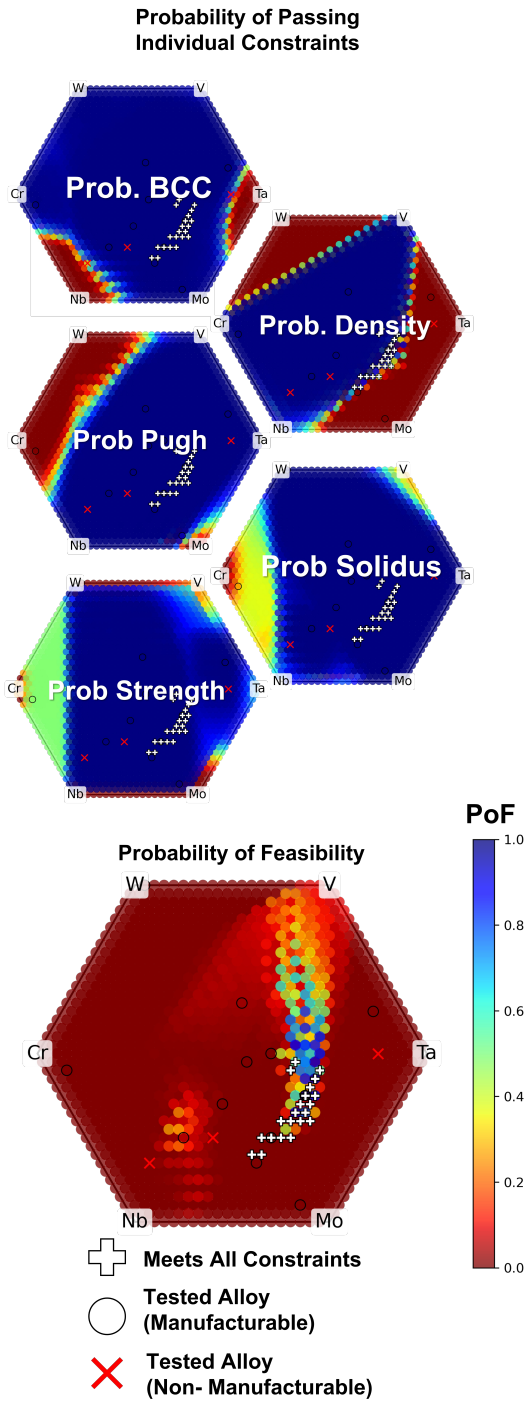 Probability of Passing
Individual Constraints
W V
Prob. BCC
Cr Ta
Nb Mo
W V
Prob. Density
Cr Ta
Nb Mo
W V
Prob Pugh
Cr Ta
Nb Mo
W V
Prob Solidus
Cr Ta
Nb Mo
W V
Prob Strength
Cr Ta
Nb Mo
PoF
Probability of Feasibility
W V
Cr Ta
Nb Mo
1.0
0.8
0.6
0.4
0.2
0.0
Meets All Constraints
Tested Alloy
(Manufacturable)
Tested Alloy
(Non- Manufacturable)